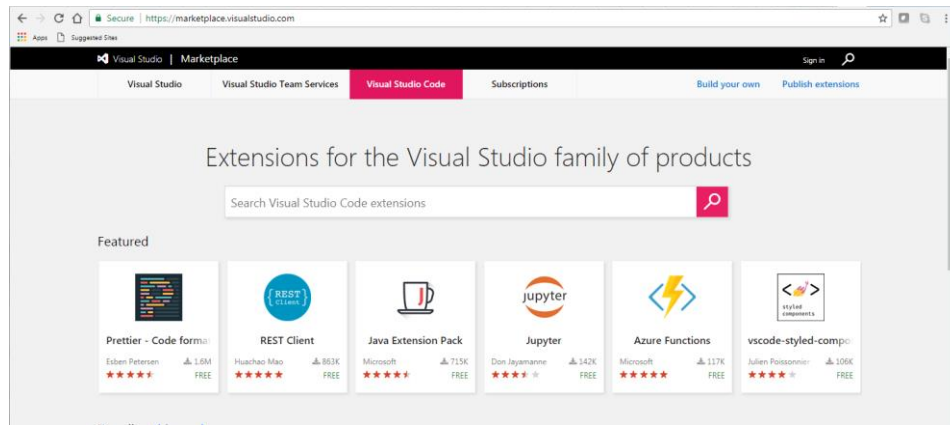 Secure | https://marketplace.visualstudio.com
Apps Suggested Sites
Visual Studio | Marketplace Sign in
Visual Studio Visual Studio Team Services Visual Studio Code Subscriptions Build your own Publish extensions
Extensions for the Visual Studio family of products
Search Visual Studio Code extensions
Featured
{REST}
Client
J
jupyter
styled
components
Prettier - Code format REST Client Java Extension Pack Jupyter Azure Functions vscode-styled-compo
Esben Petersen 1.6M Huachao Mao 863K Microsoft 715K Don Jayamanne 142K Microsoft 117K Julien Poissonnier 106K
FREE FREE FREE FREE FREE FREE